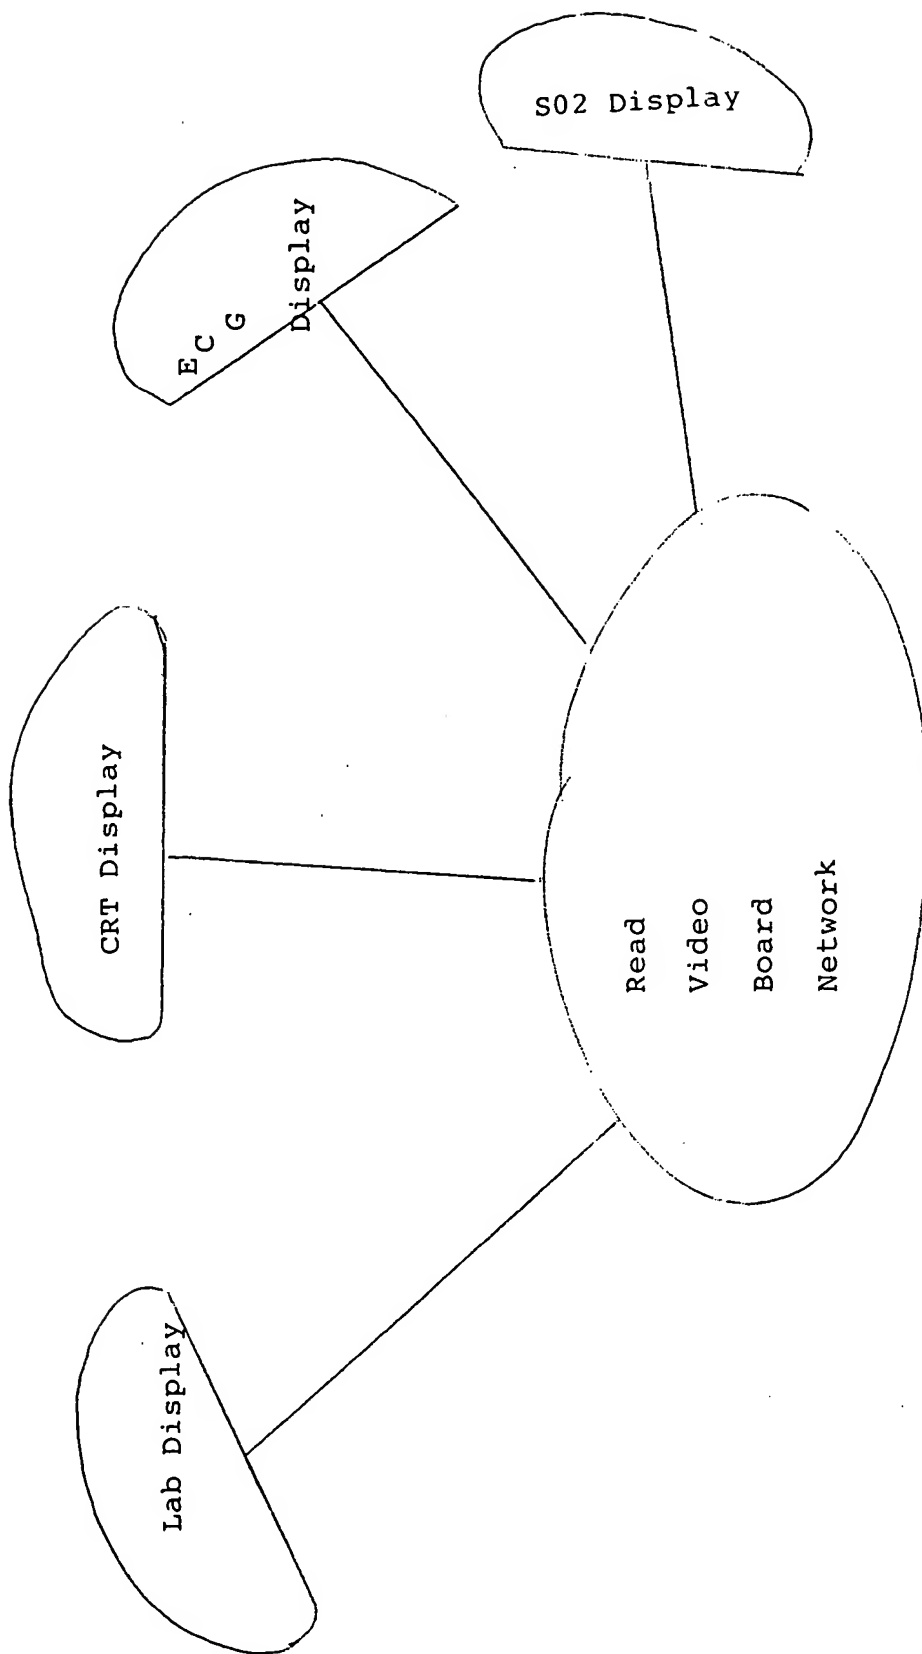 S02 Display
E
C
G
Display
CRT Display
Read
Video
Board
Network
Lab Display